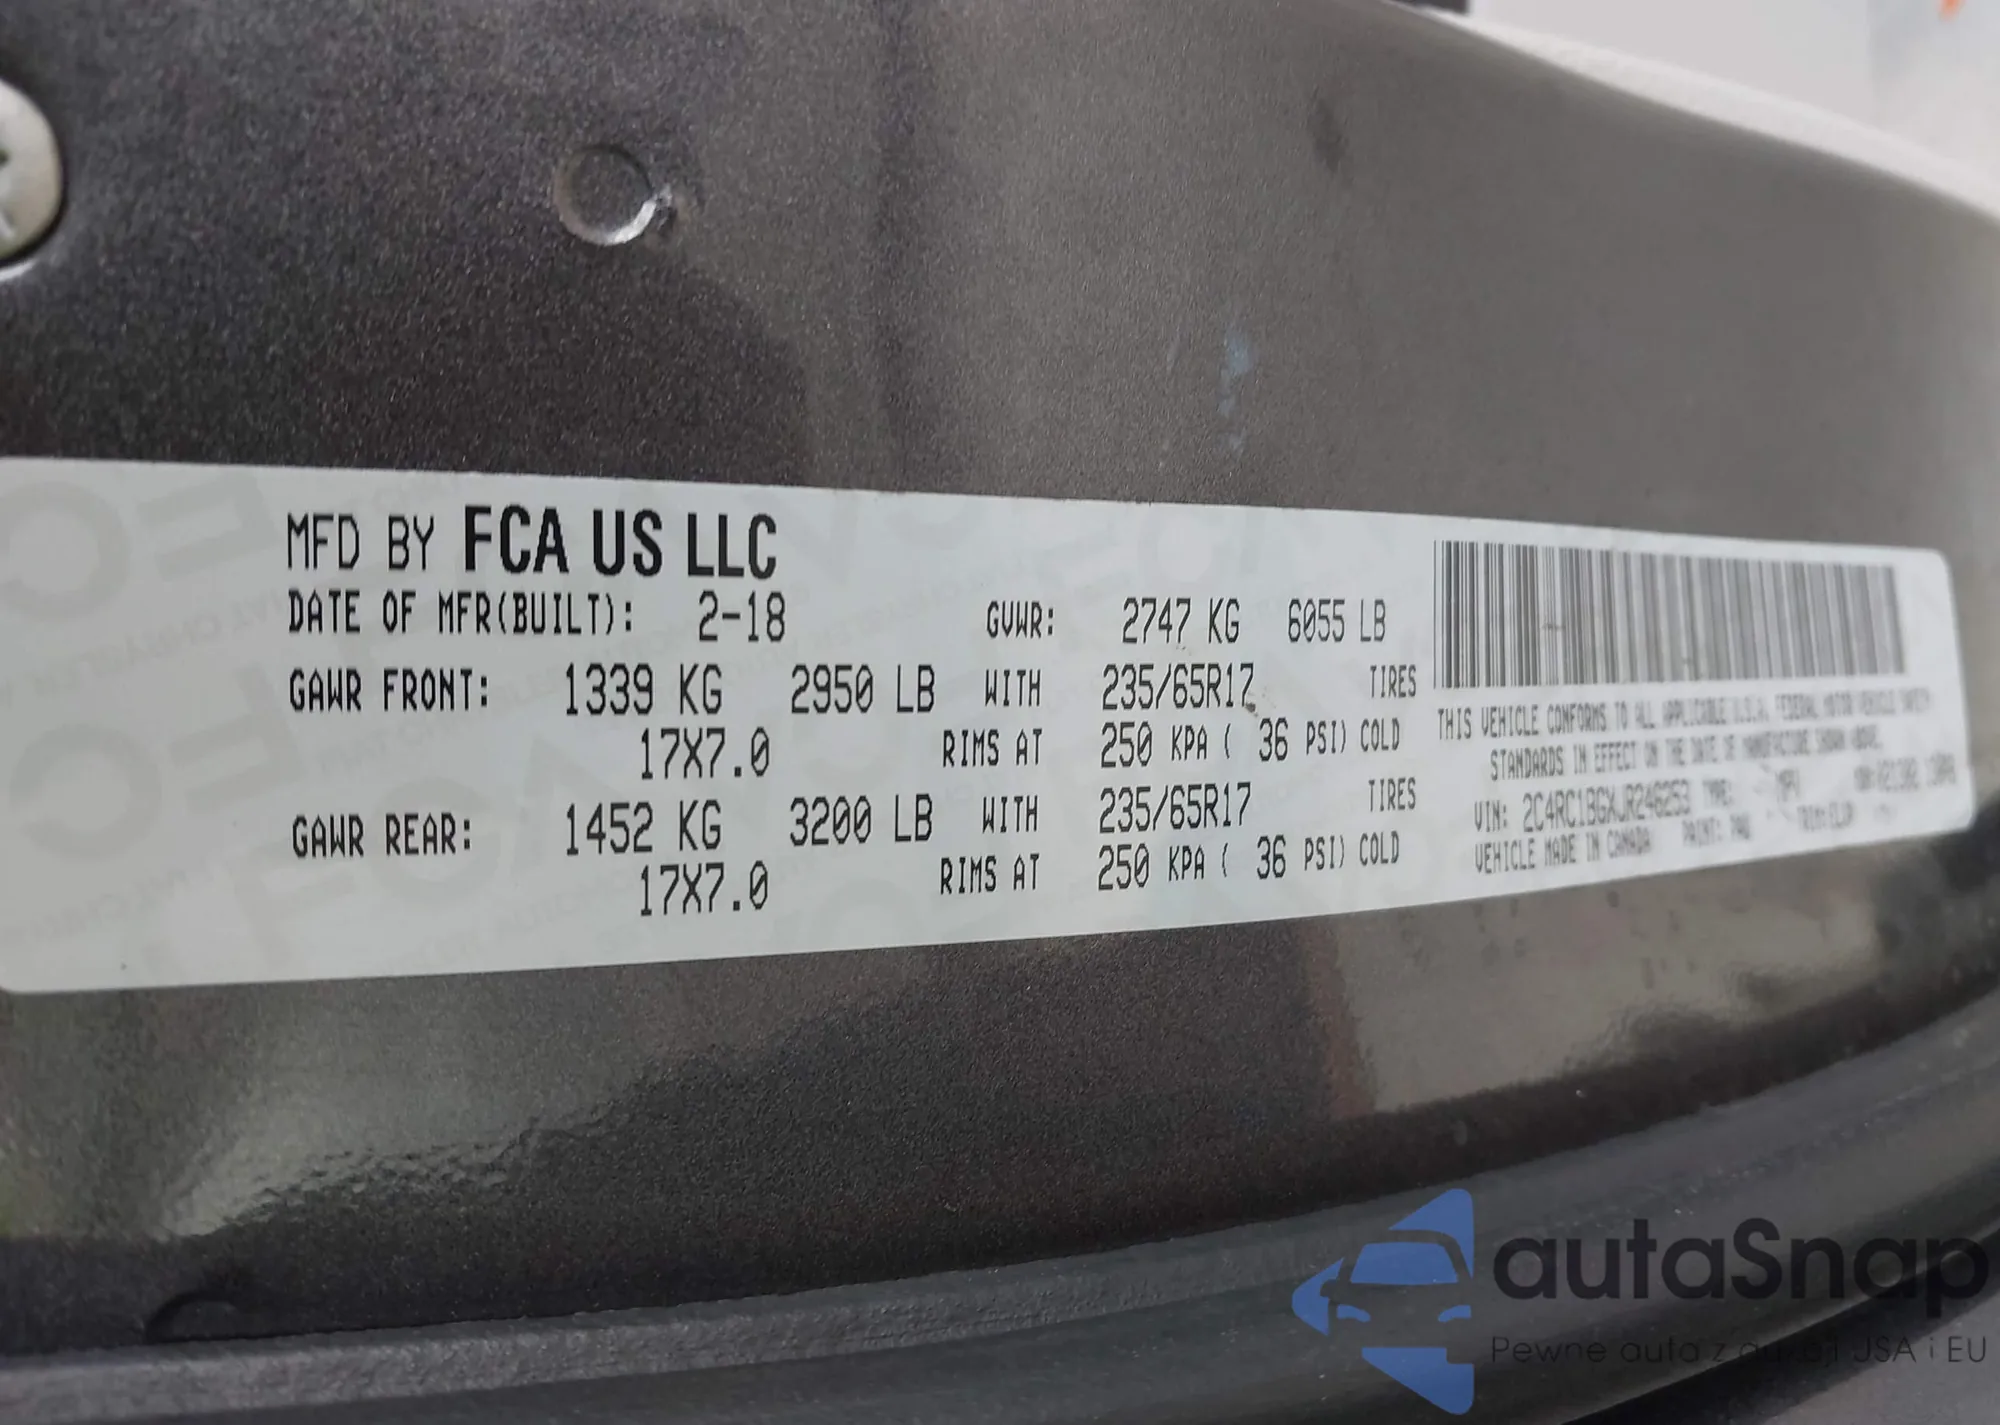 MFD BY FCA US LLC
DATE OF MFR(BUILT): 2-18 GVWR: 2747 KG 6055 LB
GAWR FRONT: 1339 KG 2950 LB WITH 235/65R17 TIRES
17X7.0 RIMS AT 250 KPA ( 36 PSI) COLD
GAWR REAR: 1452 KG 3200 LB WITH 235/65R17 TIRES
17X7.0 RIMS AT 250 KPA ( 36 PSI) COLD
THIS VEHICLE CONFORMS TO ALL APPLICABLE U.S.A. FEDERAL MOTOR VEHICLE SAFETY
STANDARDS IN EFFECT ON THE DATE OF MANUFACTURE SHOWN ABOVE.
VIN: 2C4RC1BGXJR246253 TYPE: MPV
VEHICLE MADE IN CANADA PAINT:
autaSnap
Pewne auta z aukcji USA i EU